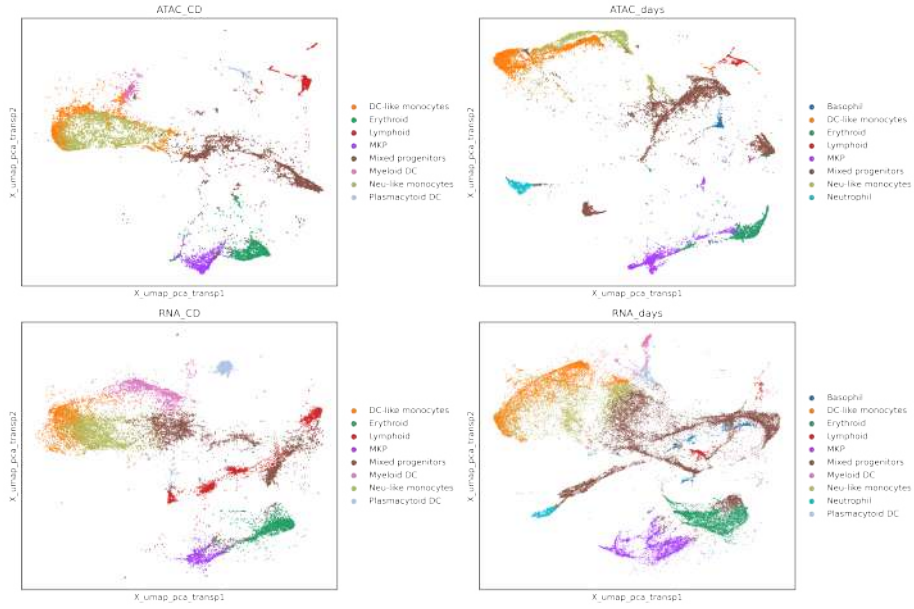 ATAC_CD
X_umap_pca_transp2
X_umap_pca_transp1
DC-like monocytes
Erythroid
Lymphoid
MKP
Mixed progenitors
Myeloid DC
Neu-like monocytes
Plasmacytoid DC
ATAC_days
X_umap_pca_transp2
X_umap_pca_transp1
Basophil
DC-like monocytes
Erythroid
Lymphoid
MKP
Mixed progenitors
Neu-like monocytes
Neutrophil
RNA_CD
X_umap_pca_transp2
X_umap_pca_transp1
DC-like monocytes
Erythroid
Lymphoid
MKP
Mixed progenitors
Myeloid DC
Neu-like monocytes
Plasmacytoid DC
RNA_days
X_umap_pca_transp2
X_umap_pca_transp1
Basophil
DC-like monocytes
Erythroid
Lymphoid
MKP
Mixed progenitors
Myeloid DC
Neu-like monocytes
Neutrophil
Plasmacytoid DC